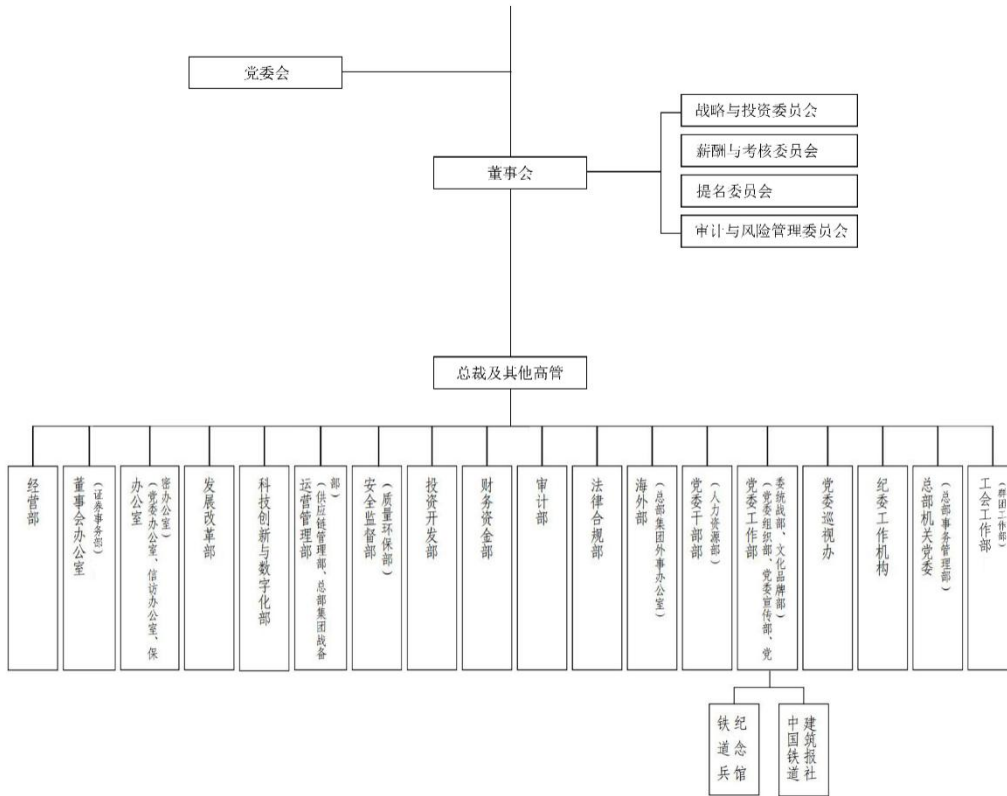 党委会
战略与投资委员会
薪酬与考核委员会
董事会
提名委员会
审计与风险管理委员会
总裁及其他高管
经营部
董事会办公室
（证券事务部）
办公室
（党委办公室、信访办公室、保
密办公室）
发展改革部
科技创新与数字化部
运营管理部
（供应链管理部、总部集团战备
部）
安全监督部
（质量环保部）
投资开发部
财务资金部
审计部
法律合规部
海外部
（总部集团外事办公室）
党委干部部
（人力资源部）
党委工作部
（党委组织部、党委宣传部、党
委统战部、文化品牌部）
党委巡视办
纪委工作机构
总部机关党委
（总部事务管理部）
工会工作部
（群团工作部）
铁道兵
纪念馆
中国铁道
建筑报社